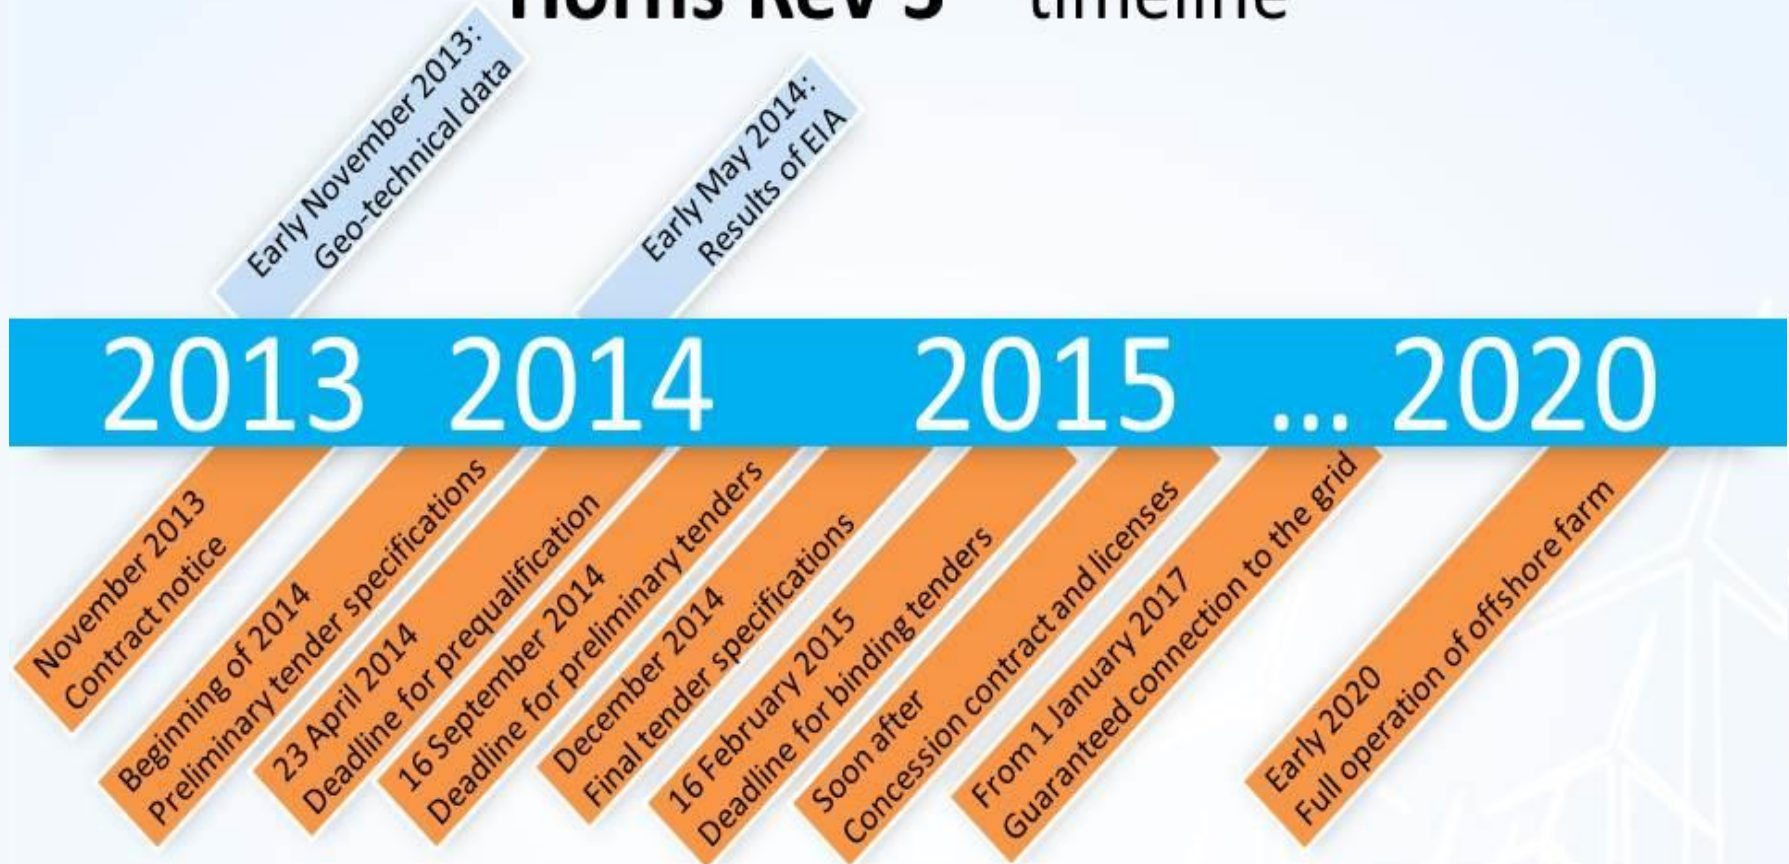 Horns Rev 3 timeline
Early November 2013:
Geo-technical data
Early May 2014:
Results of EIA
2013 2014 2015 ... 2020
November 2013
Contract notice
Beginning of 2014
Preliminary tender specifications
23 April 2014
Deadline for prequalification
16 September 2014
Deadline for preliminary tenders
December 2014
Final tender specifications
16 February 2015
Deadline for binding tenders
Soon after
Concession contract and licenses
From 1 January 2017
Guaranteed connection to the grid
Early 2020
Full operation of offshore farm